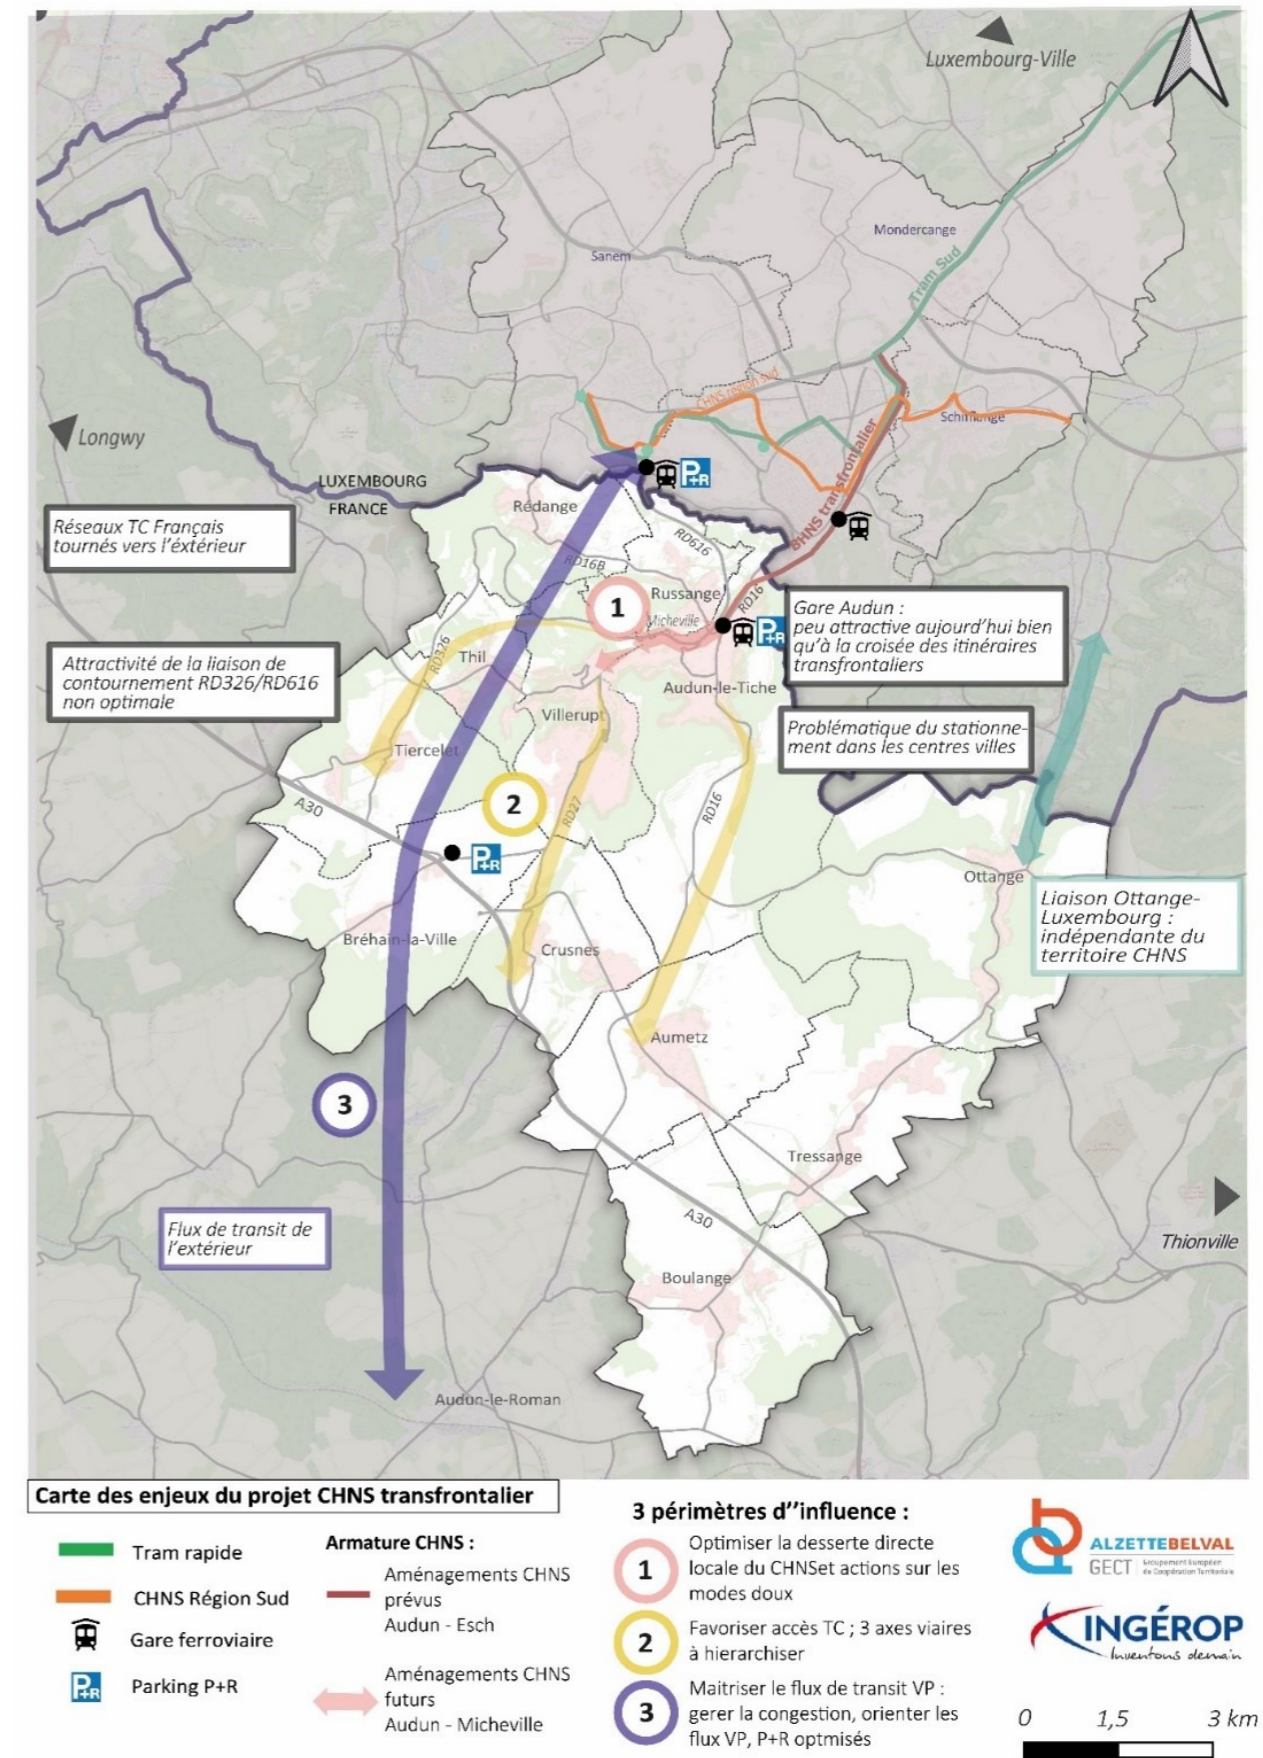 Luxembourg-Ville
Mondercange
Sanem
Tram Sud
CHNS région sud
Schifflange
Longwy
BHNS transfrontalier
LUXEMBOURG
FRANCE
Rédange
Réseaux TC Français
tournés vers l'éxtérieur
RD616
RD16B
Russange
1
Micheville
RD16
P+R
P+R
Gare Audun :
peu attractive aujourd'hui bien
qu'à la croisée des itinéraires
transfrontaliers
RD326
Thil
Attractivité de la liaison de
contournement RD326/RD616
non optimale
Audun-le-Tiche
Villerupt
Problématique du stationne-
ment dans les centres villes
Tiercelet
A30
2
RD27
RD16
P+R
Ottange
Liaison Ottange-
Luxembourg :
indépendante du
territoire CHNS
Bréhain-la-Ville
Crusnes
Aumetz
3
Tressange
A30
Flux de transit de
l'extérieur
Thionville
Boulange
Audun-le-Roman
Carte des enjeux du projet CHNS transfrontalier
Tram rapide
CHNS Région Sud
Gare ferroviaire
P+R
Parking P+R
Armature CHNS :
Aménagements CHNS
prévus
Audun - Esch
Aménagements CHNS
futurs
Audun - Micheville
3 périmètres d''influence :
1
Optimiser la desserte directe
locale du CHNSet actions sur les
modes doux
2
Favoriser accès TC ; 3 axes viaires
à hierarchiser
3
Maitriser le flux de transit VP :
gerer la congestion, orienter les
flux VP, P+R optmisés
ALZETTEBELVAL
GECT
Groupement Européen
de Coopération Territoriale
INGÉROP
Inventons demain
0 1,5 3 km